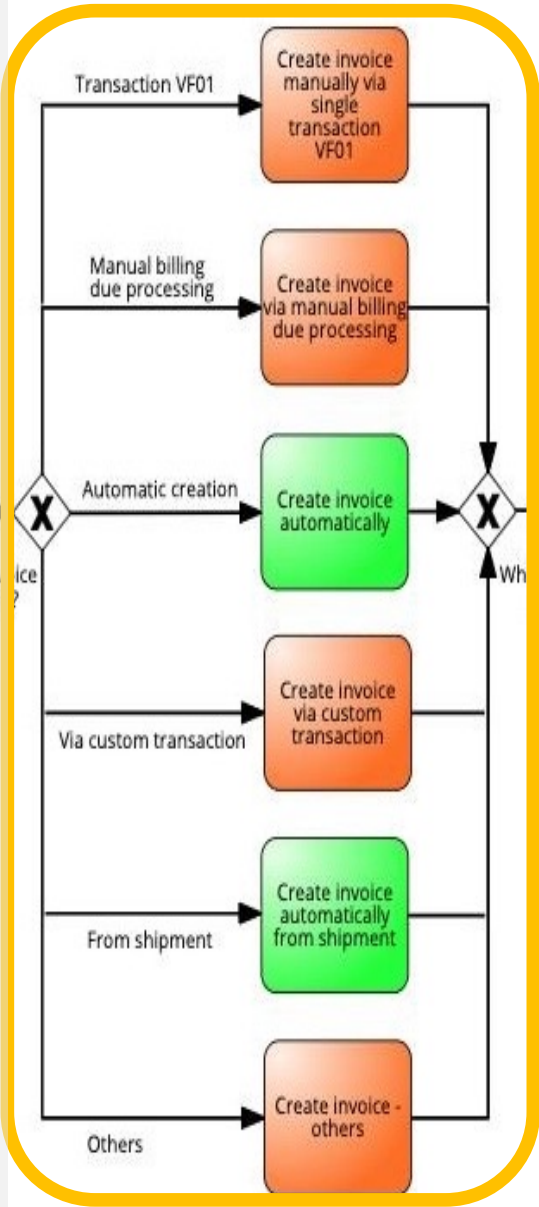 Transaction VF01
Create invoice
manually via
single
transaction
VF01
Manual billing
due processing
Create invoice
via manual billing
due processing
Automatic creation
Create invoice
automatically
X
X
?
Wh
Create invoice
via custom
transaction
Via custom transaction
Create invoice
automatically
from shipment
From shipment
Create invoice -
others
Others